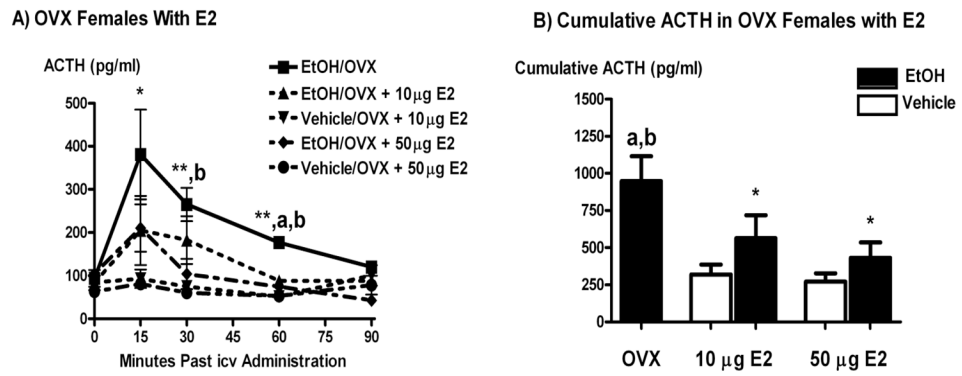 A) OVX Females With E2
ACTH (pg/ml)
EtOH/OVX
EtOH/OVX + 10μg E2
Vehicle/OVX + 10μg E2
EtOH/OVX + 50μg E2
Vehicle/OVX + 50μg E2
500
400
300
200
100
0
*
**,b
**,a,b
0 15 30 45 60 75 90
Minutes Past icv Administration
B) Cumulative ACTH in OVX Females with E2
Cumulative ACTH (pg/ml)
EtOH
Vehicle
1500
1250
1000
750
500
250
0
a,b
*
*
OVX 10 μg E2 50 μg E2